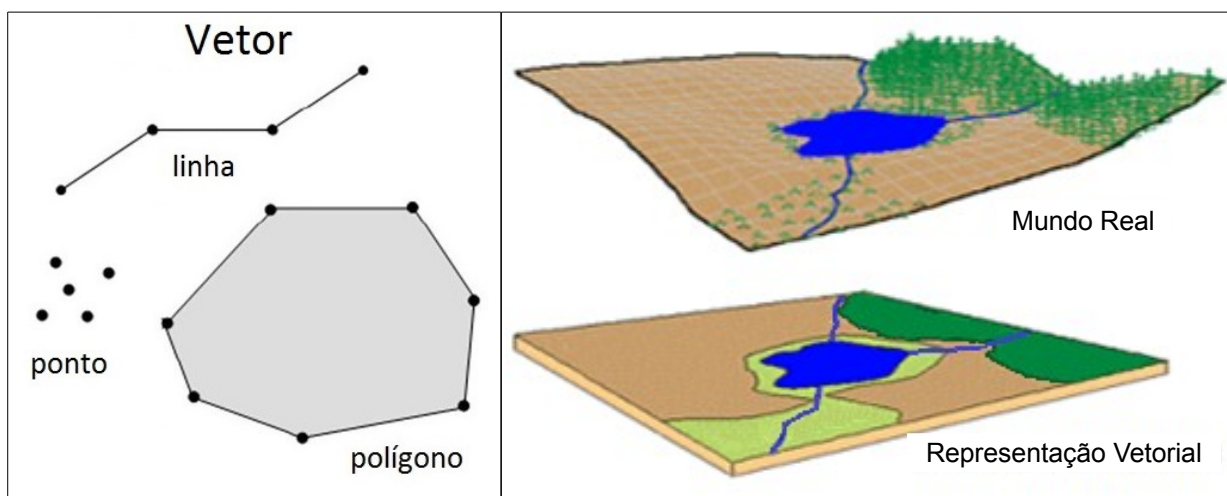 Vetor
linha
ponto
polígono
Mundo Real
Representação Vetorial